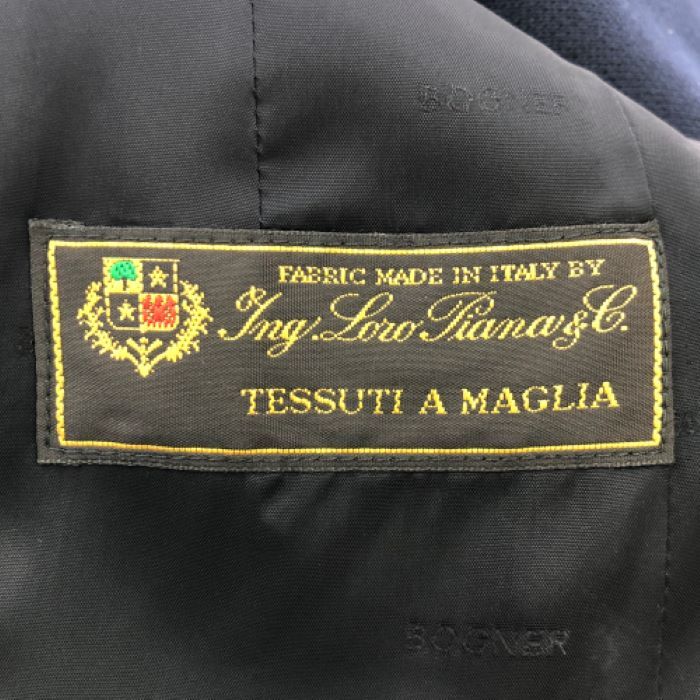 BOGNER
FABRIC MADE IN ITALY BY
Ing. Loro Piana & C.
TESSUTI A MAGLIA
BOGNER